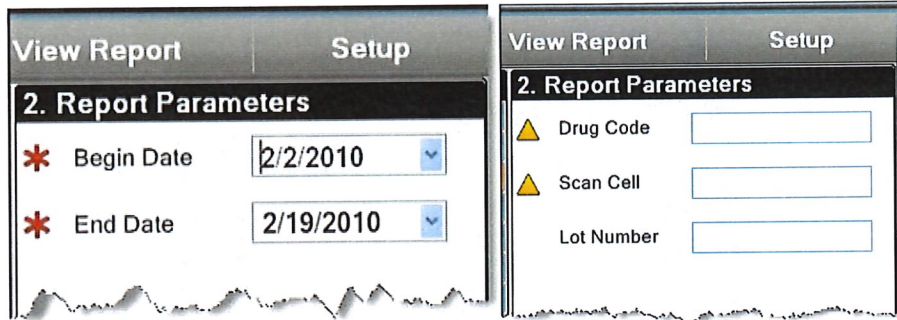 View Report Setup
2. Report Parameters
Begin Date 2/2/2010
End Date 2/19/2010
View Report Setup
2. Report Parameters
Drug Code
Scan Cell
Lot Number